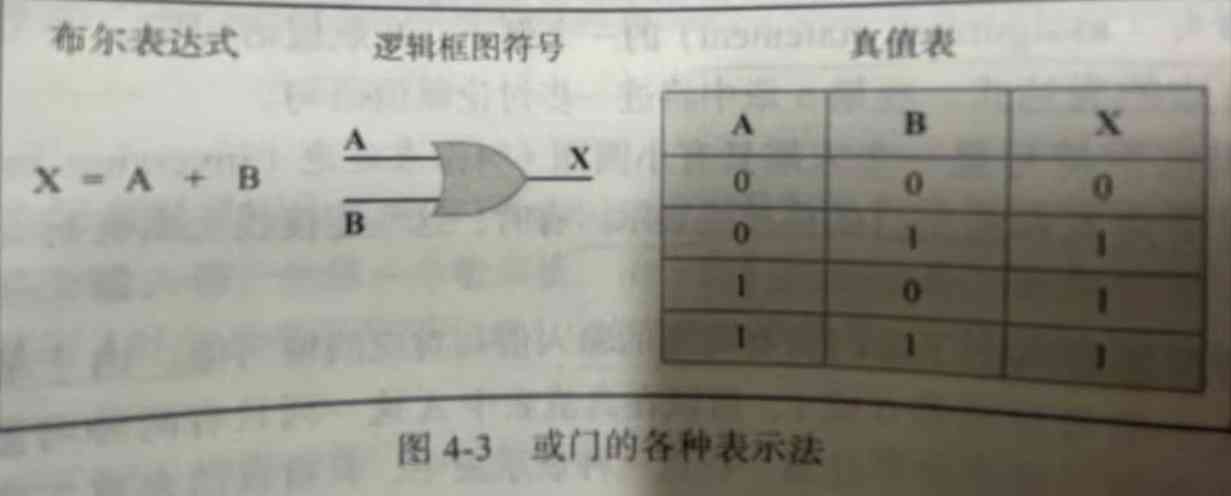 布尔表达式 逻辑框图符号 真值表
X = A + B
A
B
X
A B X
0 0 0
0 1 1
1 0 1
1 1 1
图 4-3 或门的各种表示法